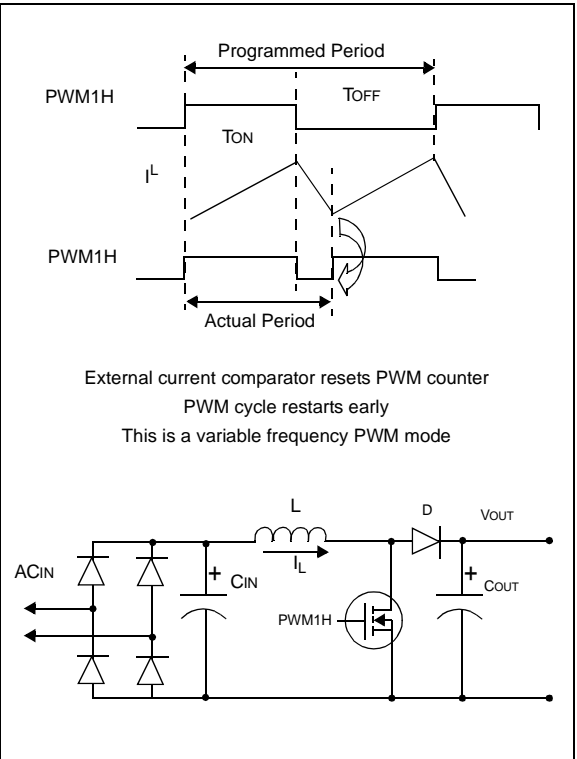 Programmed Period
PWM1H
TOFF
TON
IL
PWM1H
Actual Period
External current comparator resets PWM counter
PWM cycle restarts early
This is a variable frequency PWM mode
L
D
VOUT
IL
ACIN
+
CIN
+
COUT
PWM1H